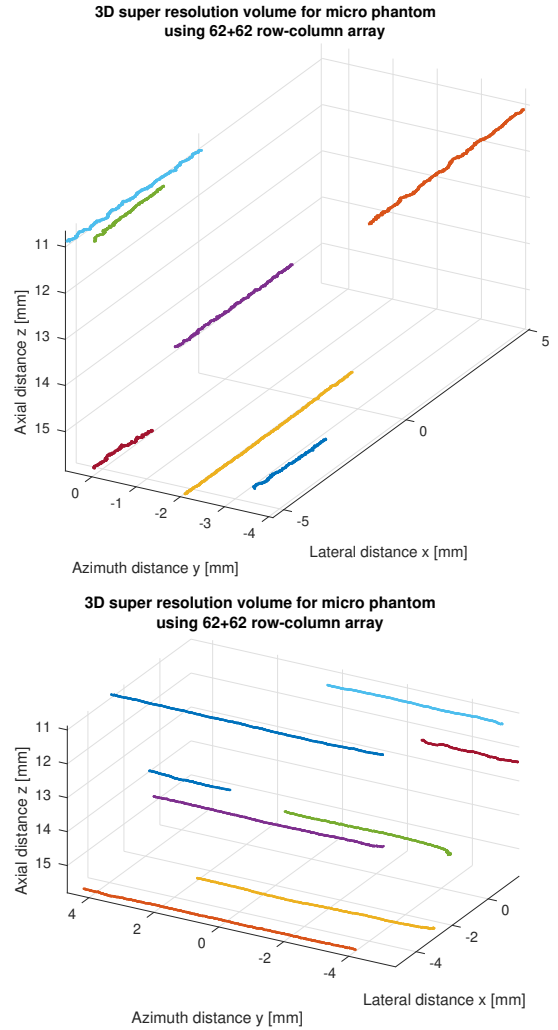 3D super resolution volume for micro phantom
using 62+62 row-column array
11
12
13
14
15
Axial distance z [mm]
0
-1
-2
-3
-4
Azimuth distance y [mm]
-5
0
5
Lateral distance x [mm]
3D super resolution volume for micro phantom
using 62+62 row-column array
11
12
13
14
15
Axial distance z [mm]
4
2
0
-2
-4
Azimuth distance y [mm]
-4
-2
0
Lateral distance x [mm]